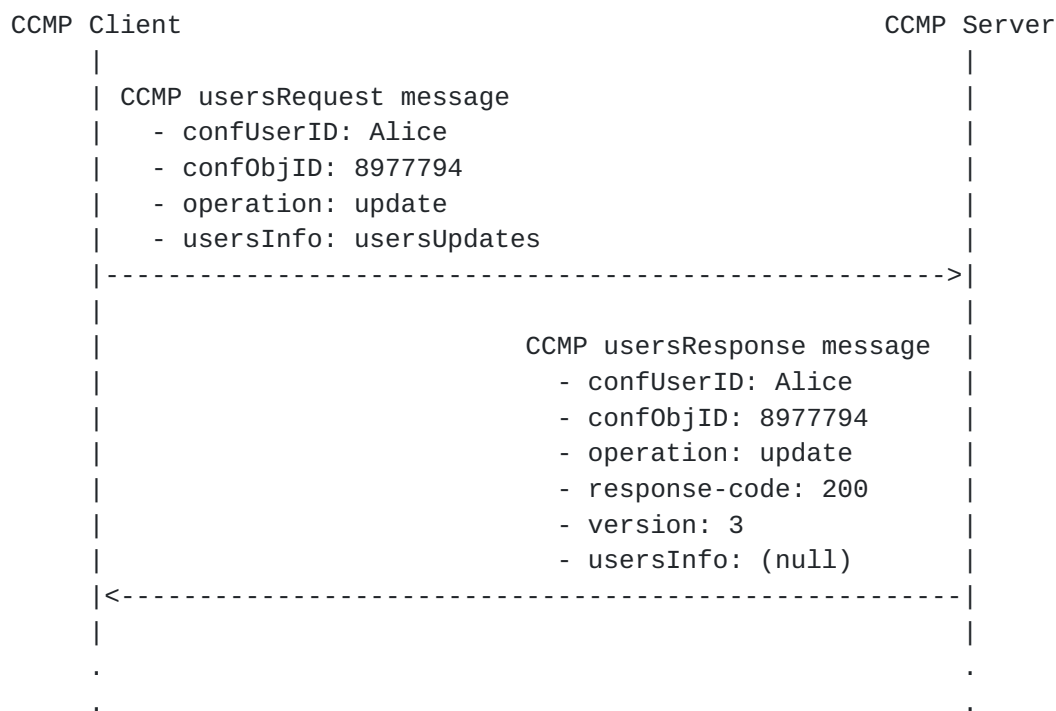 CCMP Client                                             CCMP Server
     |                                                       |
     | CCMP usersRequest message                             |
     |   - confUserID: Alice                                 |
     |   - confObjID: 8977794                                |
     |   - operation: update                                 |
     |   - usersInfo: usersUpdates                           |
     |------------------------------------------------------>|
     |                                                       |
     |                           CCMP usersResponse message  |
     |                             - confUserID: Alice       |
     |                             - confObjID: 8977794      |
     |                             - operation: update       |
     |                             - response-code: 200      |
     |                             - version: 3              |
     |                             - usersInfo: (null)       |
     |<------------------------------------------------------|
     |                                                       |
     .                                                       .
     .                                                       .